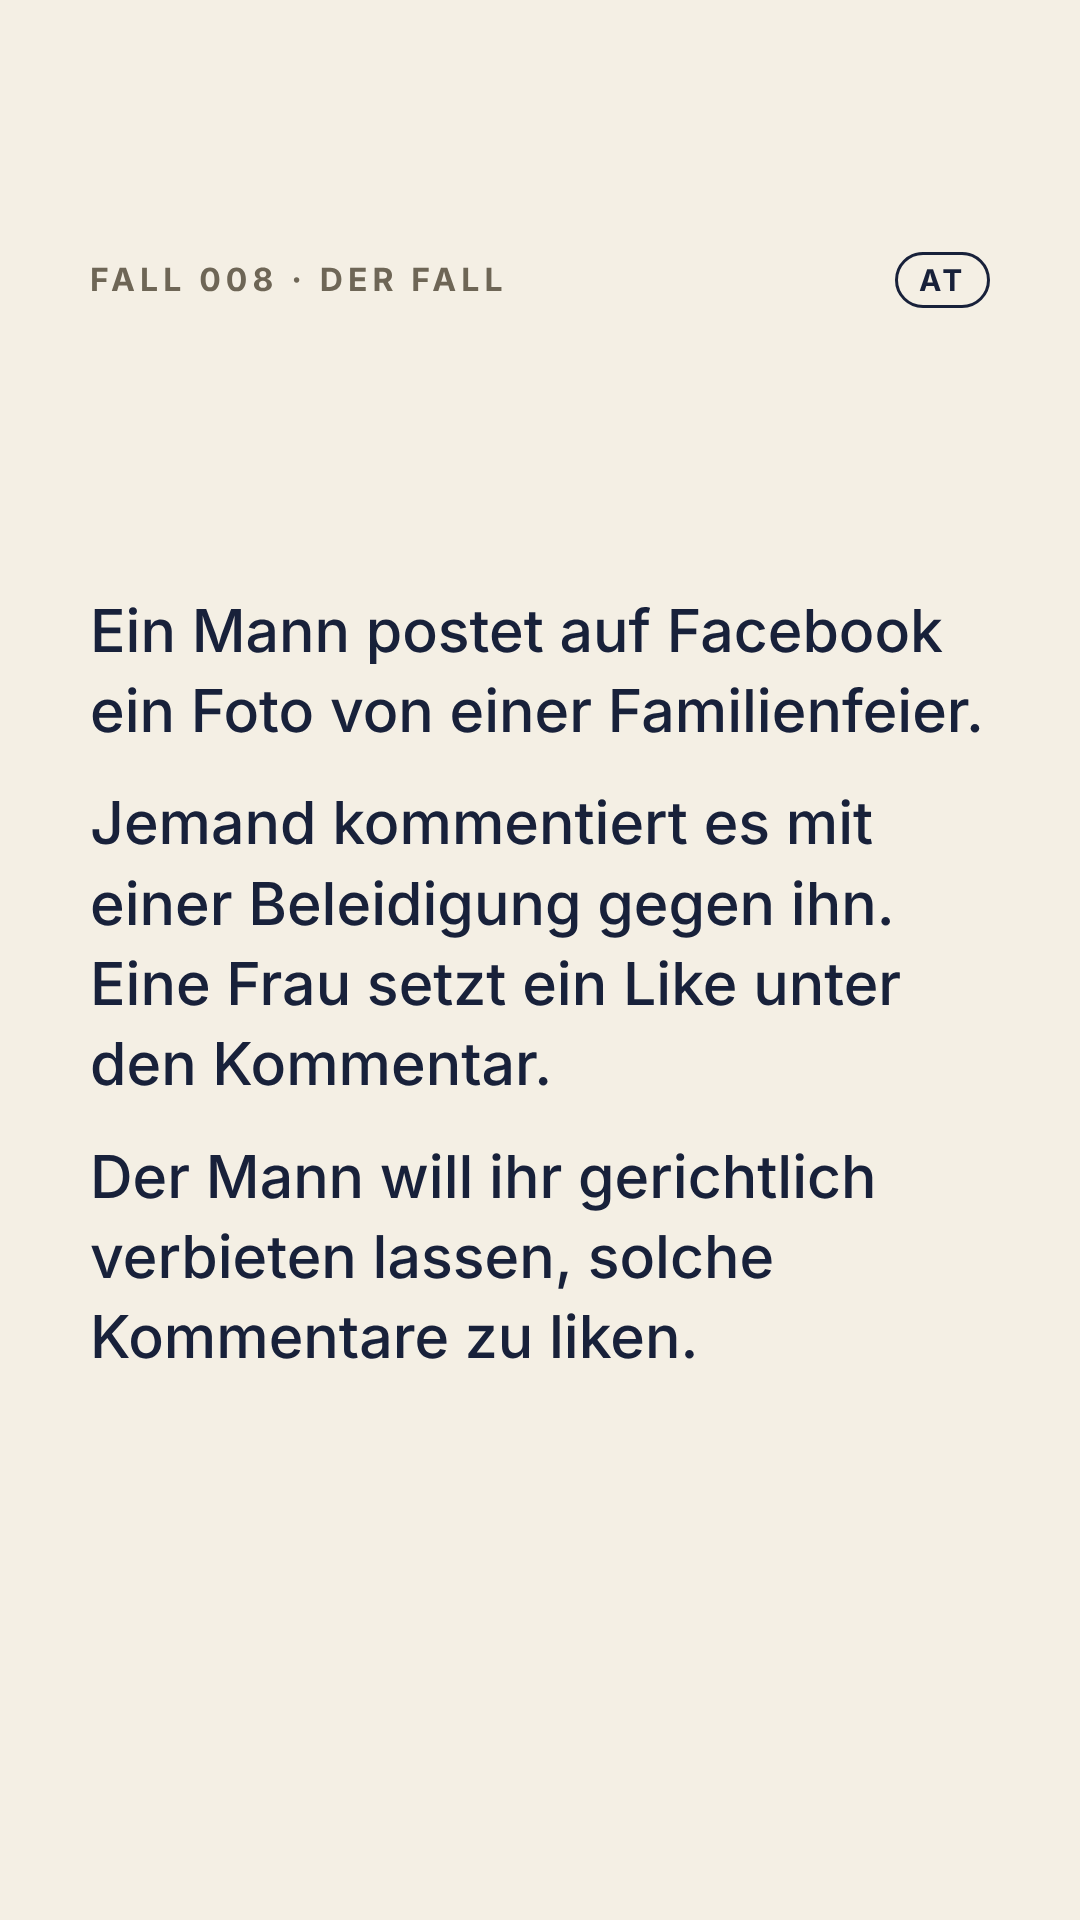 FALL 008 · DER FALL
AT
Ein Mann postet auf Facebook
ein Foto von einer Familienfeier.
Jemand kommentiert es mit
einer Beleidigung gegen ihn.
Eine Frau setzt ein Like unter
den Kommentar.
Der Mann will ihr gerichtlich
verbieten lassen, solche
Kommentare zu liken.